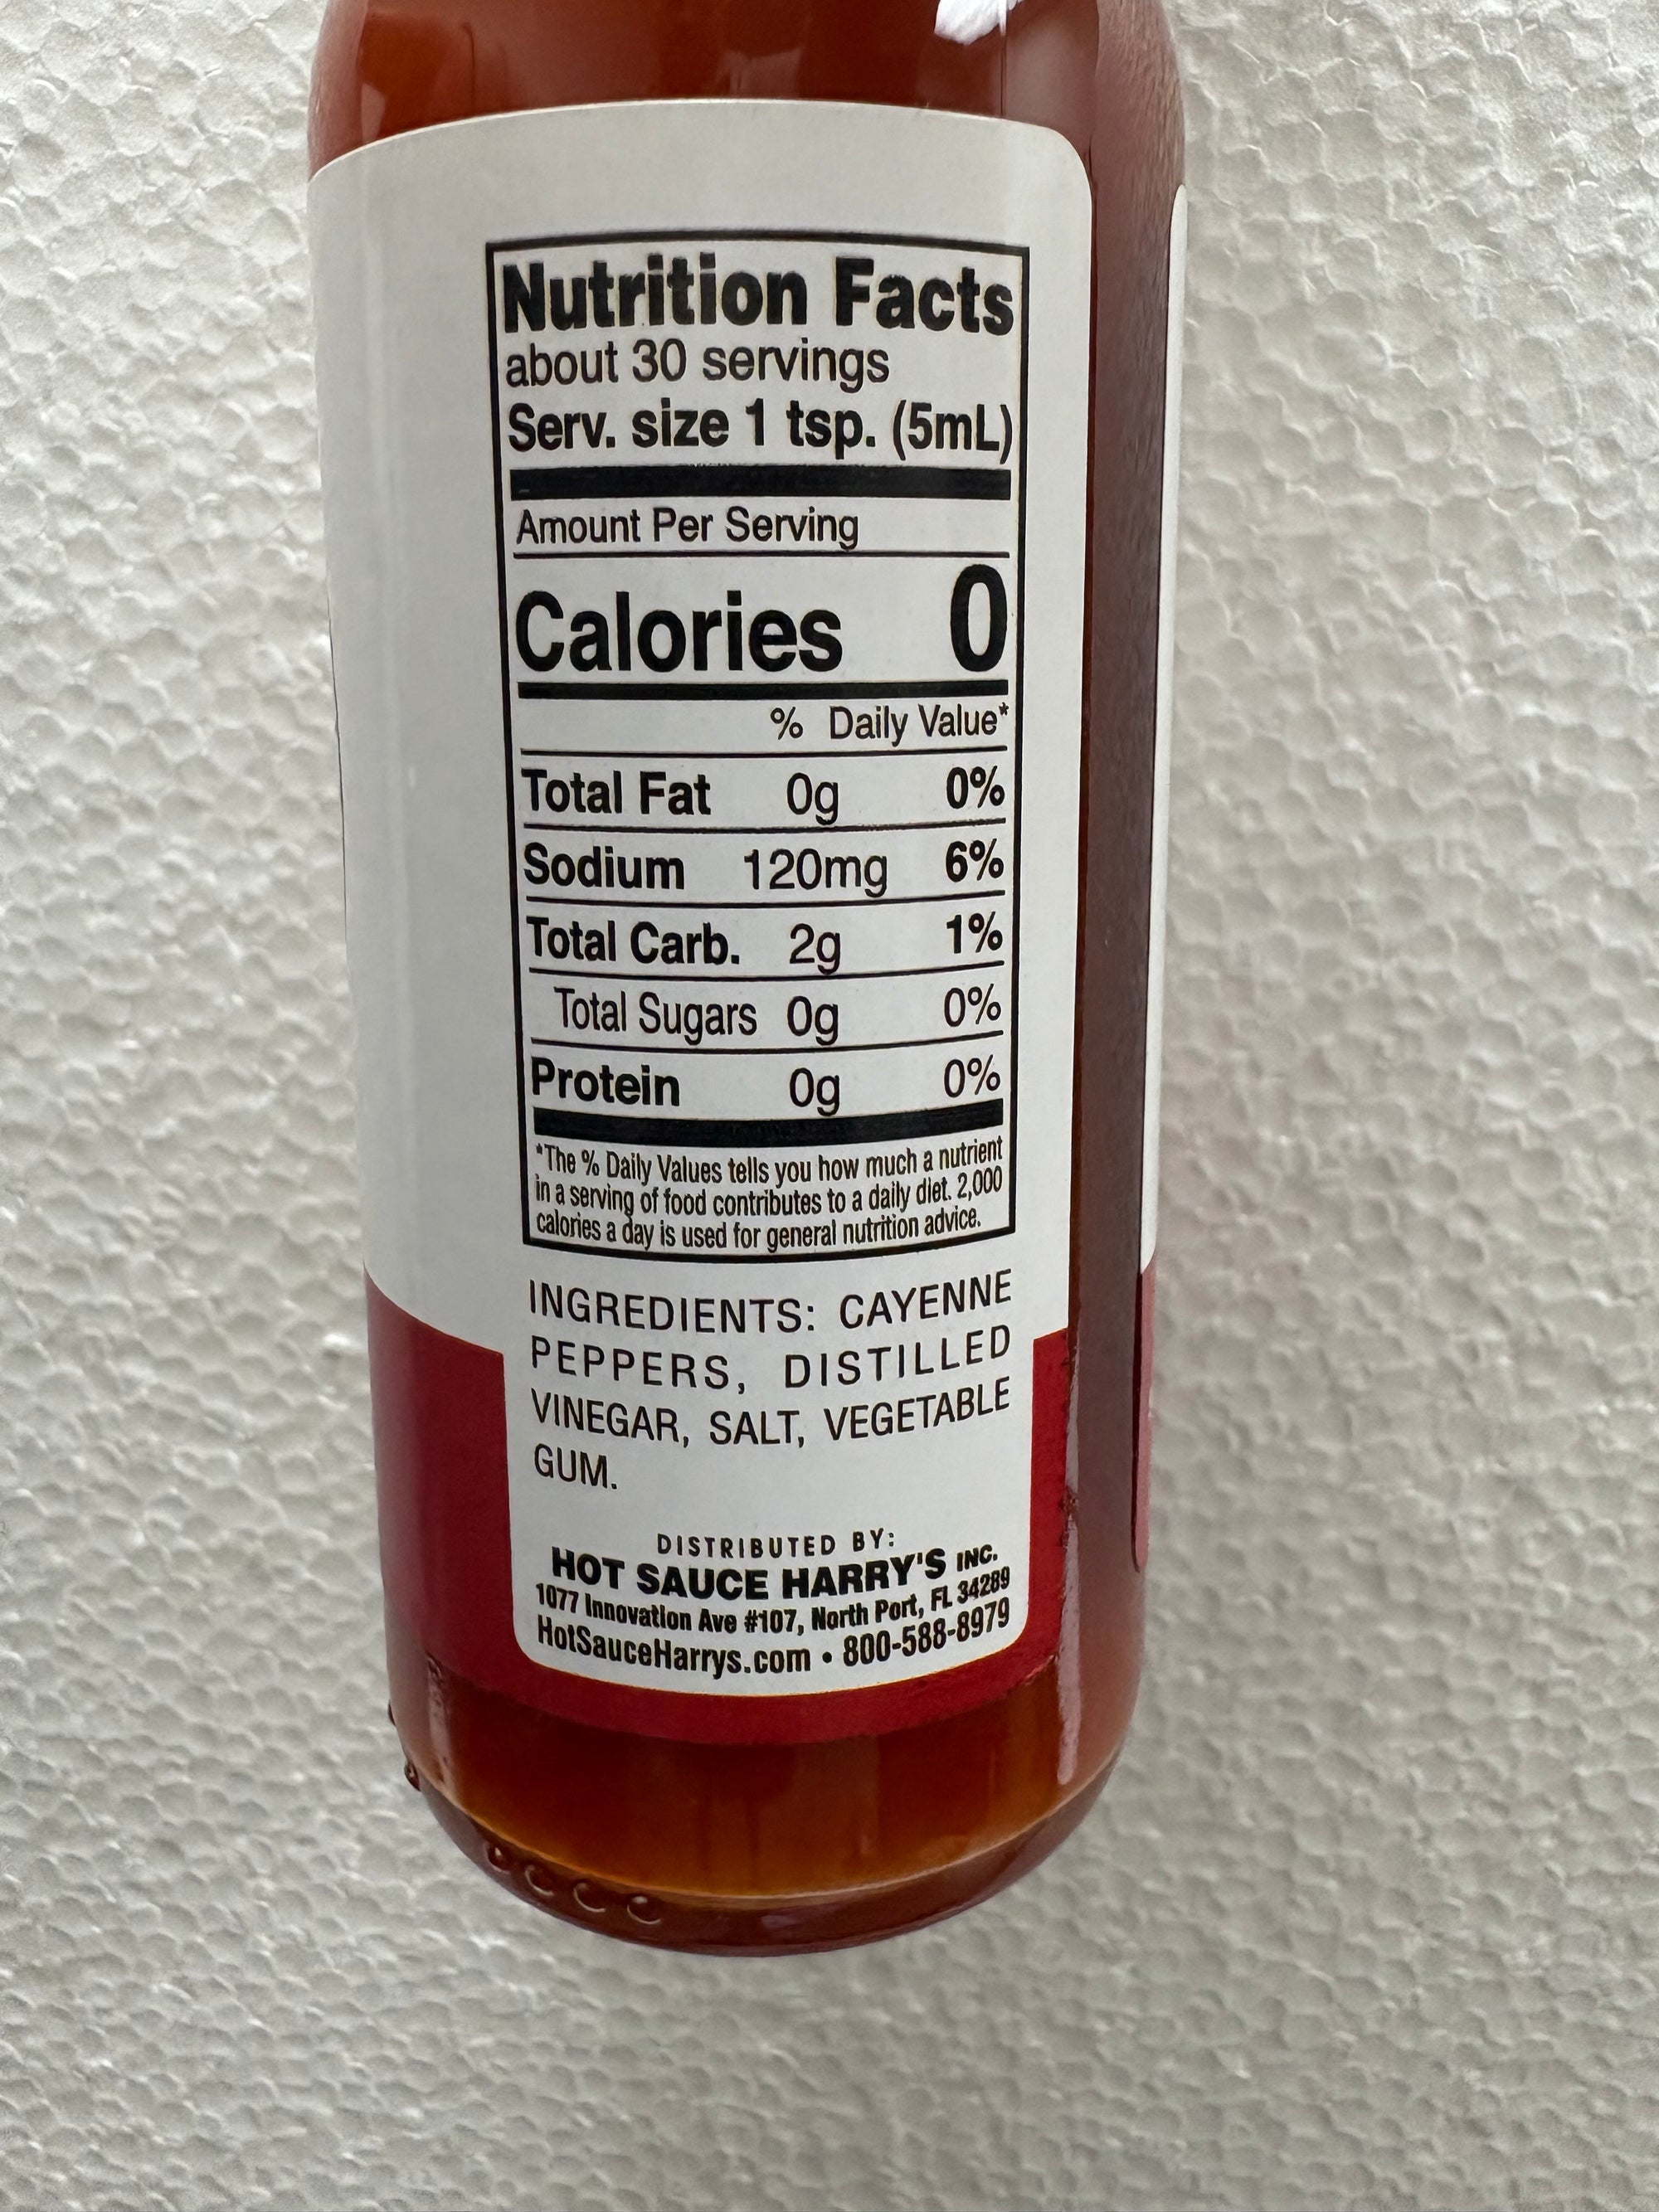 Nutrition Facts
about 30 servings
Serv. size 1 tsp. (5mL)
Amount Per Serving
Calories 0
% Daily Value*
Total Fat 0g 0%
Sodium 120mg 6%
Total Carb. 2g 1%
Total Sugars 0g 0%
Protein 0g 0%
*The % Daily Values tells you how much a nutrient
in a serving of food contributes to a daily diet. 2,000
calories a day is used for general nutrition advice.
INGREDIENTS: CAYENNE
PEPPERS, DISTILLED
VINEGAR, SALT, VEGETABLE
GUM.
DISTRIBUTED BY:
HOT SAUCE HARRY'S INC.
1077 Innovation Ave #107, North Port, FL 34289
HotSauceHarrys.com • 800-588-8979